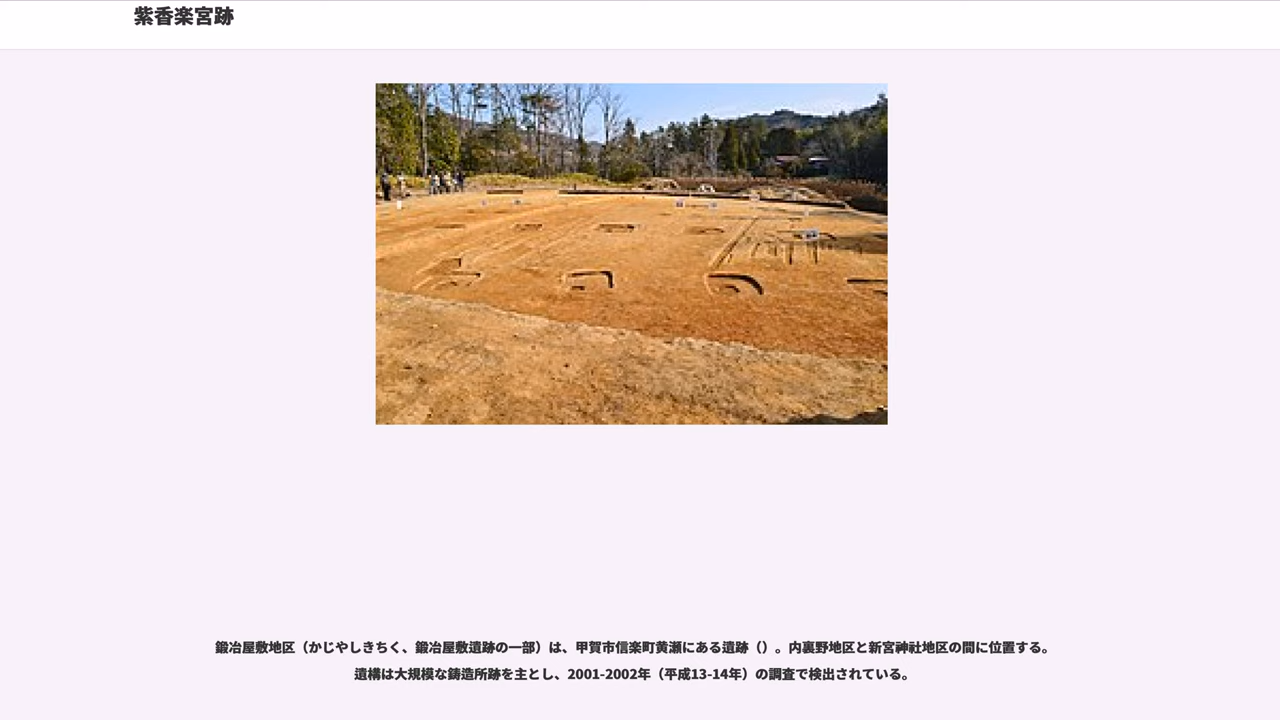 紫香楽宮跡
鍛冶屋敷地区（かじやしきちく、鍛冶屋敷遺跡の一部）は、甲賀市信楽町黄瀬にある遺跡（）。内裏野地区と新宮神社地区の間に位置する。
遺構は大規模な鋳造所跡を主とし、2001-2002年（平成13-14年）の調査で検出されている。